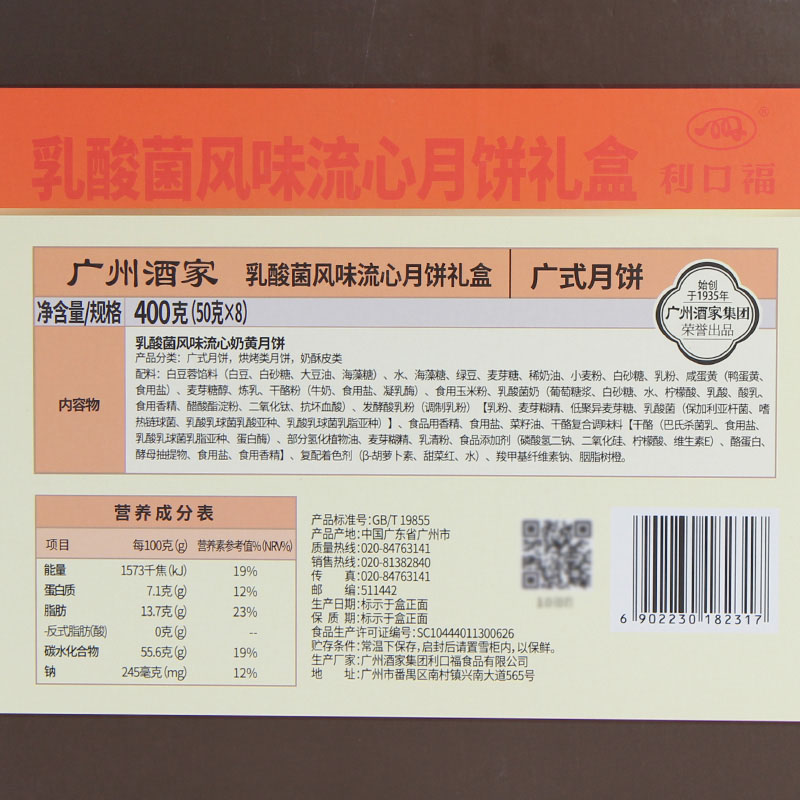 乳酸菌风味流心月饼礼盒
利口福
®
广州酒家 乳酸菌风味流心月饼礼盒 广式月饼
始创
于1935年
广州酒家集团
荣誉出品
净含量/规格 400克(50克×8)
内容物
乳酸菌风味流心奶黄月饼
产品分类：广式月饼，烘烤类月饼，奶酥皮类
配料：白豆蓉馅料（白豆、白砂糖、大豆油、海藻糖）、水、海藻糖、绿豆、麦芽糖、稀奶油、小麦粉、白砂糖、乳粉、咸蛋黄（鸭蛋黄、
食用盐）、麦芽糖醇、炼乳、干酪粉（牛奶、食用盐、凝乳酶）、食用玉米粉、乳酸菌奶（葡萄糖浆、白砂糖、水、柠檬酸、乳酸、酸乳、
食用香精、醋酸酯淀粉、二氧化钛、抗坏血酸）、发酵酸乳粉（调制乳粉）【乳粉、麦芽糊精、低聚异麦芽糖、乳酸菌（保加利亚杆菌、嗜
热链球菌、乳酸乳球菌乳酸亚种、乳酸乳球菌乳脂亚种）】、食品用香精、食用盐、菜籽油、干酪复合调味料【干酪（巴氏杀菌乳、食用盐、
乳酸乳球菌乳脂亚种、蛋白酶）、部分氢化植物油、麦芽糊精、乳清粉、食品添加剂（磷酸氢二钠、二氧化硅、柠檬酸、维生素E）、酪蛋白、
酵母抽提物、食用盐、食用香精】、复配着色剂（β-胡萝卜素、甜菜红、水）、羧甲基纤维素钠、胭脂树橙。
营养成分表
项目 每100克(g) 营养素参考值%(NRV%)
能量 1573千焦(kJ) 19%
蛋白质 7.1克(g) 12%
脂肪 13.7克(g) 23%
-反式脂肪(酸) 0克(g) --
碳水化合物 55.6克(g) 19%
钠 245毫克(mg) 12%
产品标准号：GB/T 19855
产品产地：中国广东省广州市
质量热线：020-84763141
销售热线：020-81382840
传 真：020-84763141
邮 编：511442
生产日期：标示于盒正面
保 质 期：标示于盒正面
食品生产许可证编号：SC10444011300626
贮存条件：常温下保存，启封后请置雪柜内，以保鲜。
生产厂家：广州酒家集团利口福食品有限公司
地 址：广州市番禺区南村镇兴南大道565号
6 902230 182317